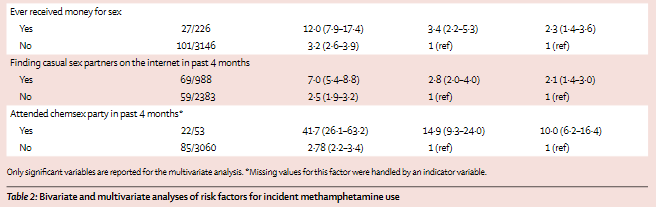 Ever received money for sex
Yes 27/226 12·0 (7·9–17·4) 3·4 (2·2–5·3) 2·3 (1·4–3·6)
No 101/3146 3·2 (2·6–3·9) 1 (ref) 1 (ref)
Finding casual sex partners on the internet in past 4 months
Yes 69/988 7·0 (5·4–8·8) 2·8 (2·0–4·0) 2·1 (1·4–3·0)
No 59/2383 2·5 (1·9–3·2) 1 (ref) 1 (ref)
Attended chemsex party in past 4 months*
Yes 22/53 41·7 (26·1–63·2) 14·9 (9·3–24·0) 10·0 (6·2–16·4)
No 85/3060 2·78 (2·2–3·4) 1 (ref) 1 (ref)
Only significant variables are reported for the multivariate analysis. *Missing values for this factor were handled by an indicator variable.
Table 2: Bivariate and multivariate analyses of risk factors for incident methamphetamine use